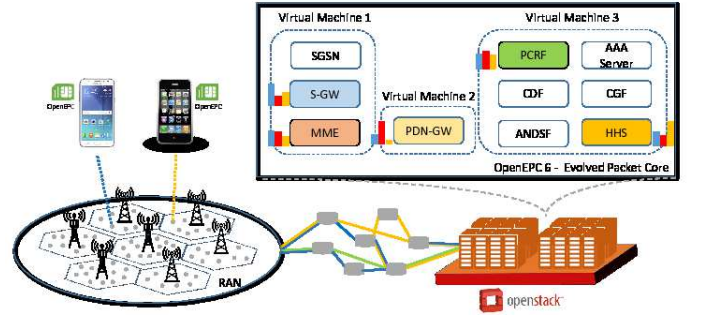 Virtual Machine 1
Virtual Machine 3
SGSN
PCRF
AAA
Server
OpenEPC
OpenEPC
S-GW
Virtual Machine 2
CDF
CGF
MME
PDN-GW
ANDSF
HHS
OpenEPC 6 - Evolved Packet Core
RAN
openstack